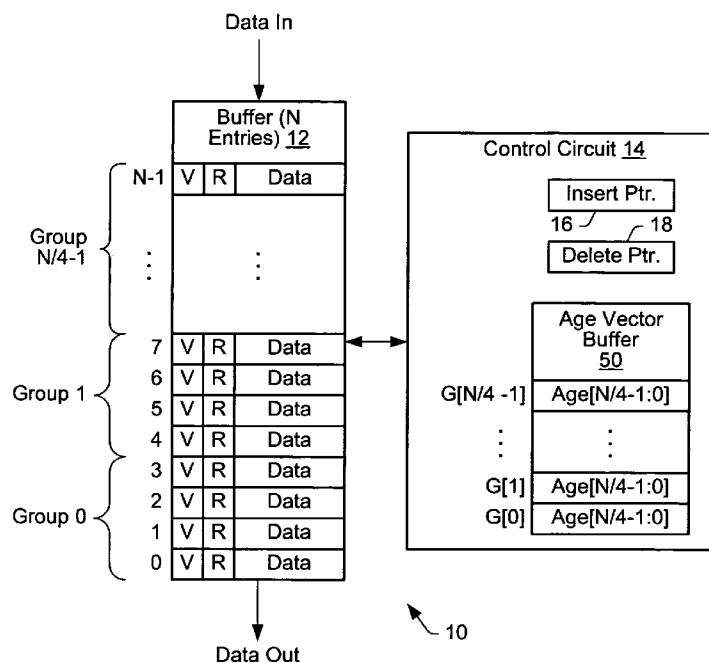 Data In
Buffer (N
Entries) 12
N-1 V R Data
Group
N/4-1
7 V R Data
6 V R Data
Group 1
5 V R Data
4 V R Data
3 V R Data
Group 0
2 V R Data
1 V R Data
0 V R Data
Data Out
Control Circuit 14
Insert Ptr.
16 18
Delete Ptr.
Age Vector
Buffer
50
G[N/4 -1] Age[N/4-1:0]
G[1] Age[N/4-1:0]
G[0] Age[N/4-1:0]
10